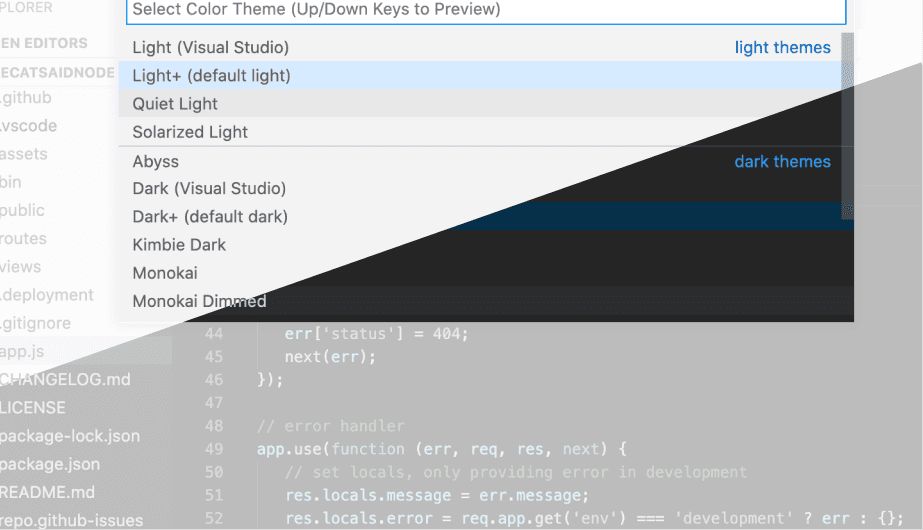 PLORER
Select Color Theme (Up/Down Keys to Preview)
EN EDITORS
Light (Visual Studio) light themes
ECATSAIDNODE
Light+ (default light)
.github
Quiet Light
.vscode
Solarized Light
assets
Abyss dark themes
bin
Dark (Visual Studio)
public
Dark+ (default dark)
routes
Kimbie Dark
views
Monokai
.deployment
Monokai Dimmed
.gitignore
44 err['status'] = 404;
app.js
45 next(err);
CHANGELOG.md
46 });
47
LICENSE
48 // error handler
package-lock.json
49 app.use(function (err, req, res, next) {
package.json
50 // set locals, only providing error in development
README.md
51 res.locals.message = err.message;
repo.github-issues
52 res.locals.error = req.app.get('env') === 'development' ? err : {};